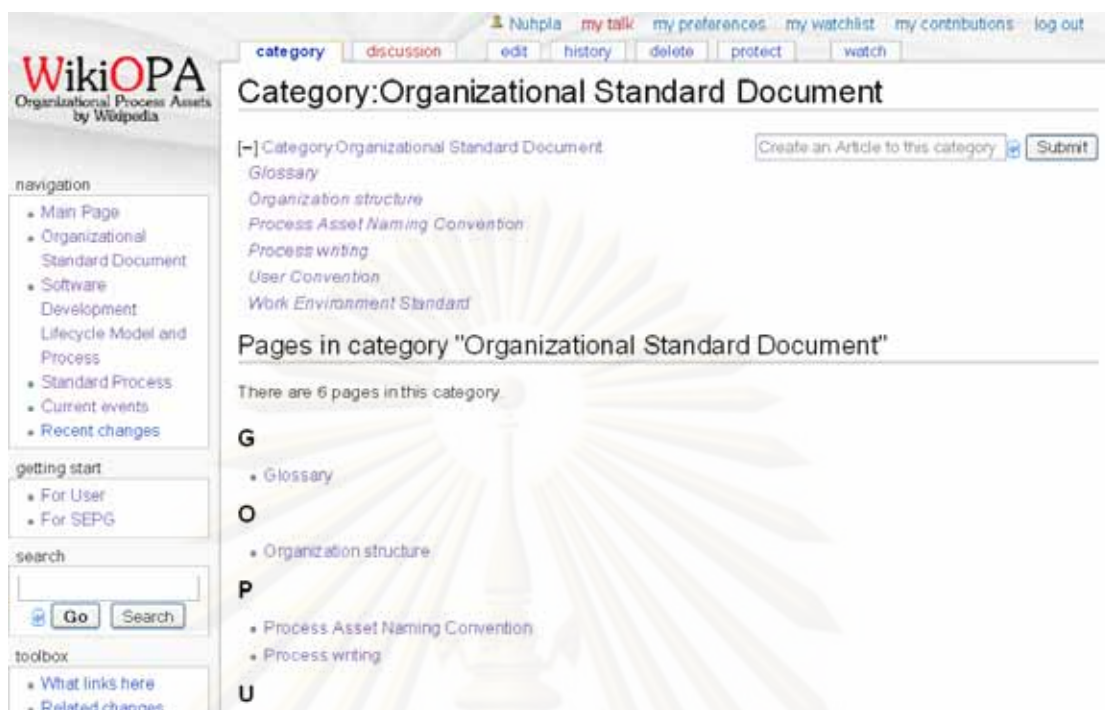 Nuhpla my talk my preferences my watchlist my contributions log out
category discussion edit history delete protect watch
WikiOPA
Organizational Process Assets
by Wikipedia
Category:Organizational Standard Document
[−] Category:Organizational Standard Document
Create an Article to this category Submit
Glossary
Organization structure
Process Asset Naming Convention
Process writing
User Convention
Work Environment Standard
navigation
Main Page
Organizational
Standard Document
Software
Development
Lifecycle Model and
Process
Standard Process
Current events
Recent changes
getting start
For User
For SEPG
search
Go Search
toolbox
What links here
Related changes
Pages in category "Organizational Standard Document"
There are 6 pages in this category.
G
Glossary
O
Organization structure
P
Process Asset Naming Convention
Process writing
U